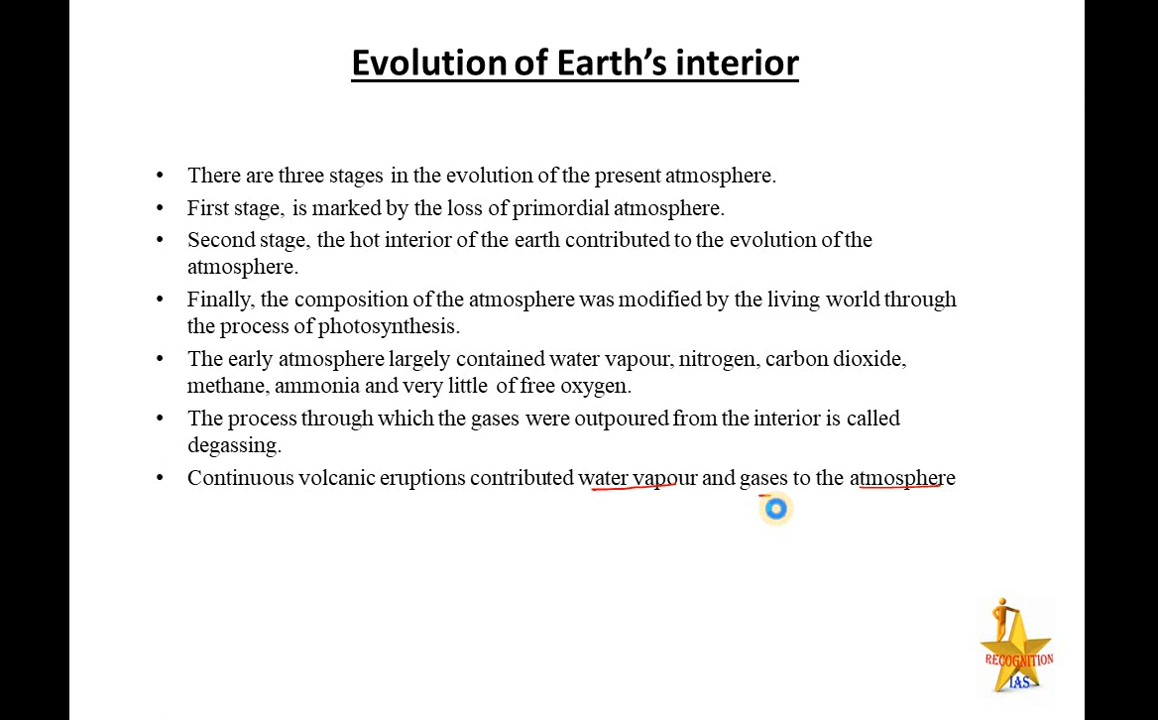 Evolution of Earth's interior
• There are three stages in the evolution of the present atmosphere.
• First stage, is marked by the loss of primordial atmosphere.
• Second stage, the hot interior of the earth contributed to the evolution of the
atmosphere.
• Finally, the composition of the atmosphere was modified by the living world through
the process of photosynthesis.
• The early atmosphere largely contained water vapour, nitrogen, carbon dioxide,
methane, ammonia and very little of free oxygen.
• The process through which the gases were outpoured from the interior is called
degassing.
• Continuous volcanic eruptions contributed water vapour and gases to the atmosphere
RECOGNITION
IAS